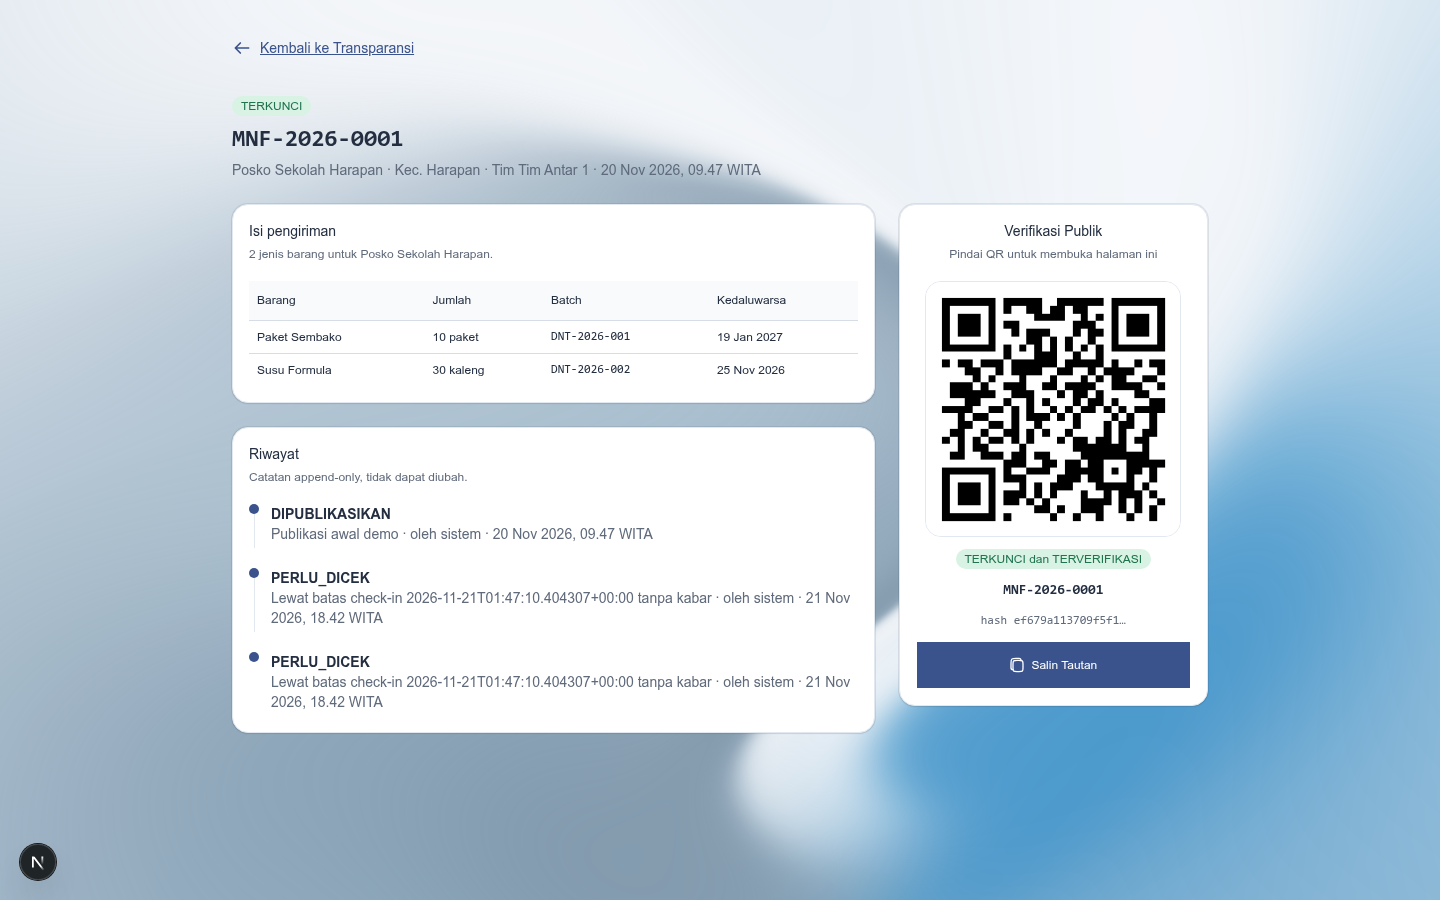 Kembali ke Transparansi
TERKUNCI
MNF-2026-0001
Posko Sekolah Harapan · Kec. Harapan · Tim Tim Antar 1 · 20 Nov 2026, 09.47 WITA
Isi pengiriman
2 jenis barang untuk Posko Sekolah Harapan.
Barang Jumlah Batch Kedaluwarsa
Paket Sembako 10 paket DNT-2026-001 19 Jan 2027
Susu Formula 30 kaleng DNT-2026-002 25 Nov 2026
Riwayat
Catatan append-only, tidak dapat diubah.
DIPUBLIKASIKAN
Publikasi awal demo · oleh sistem · 20 Nov 2026, 09.47 WITA
PERLU_DICEK
Lewat batas check-in 2026-11-21T01:47:10.404307+00:00 tanpa kabar · oleh sistem · 21 Nov
2026, 18.42 WITA
PERLU_DICEK
Lewat batas check-in 2026-11-21T01:47:10.404307+00:00 tanpa kabar · oleh sistem · 21 Nov
2026, 18.42 WITA
Verifikasi Publik
Pindai QR untuk membuka halaman ini
TERKUNCI dan TERVERIFIKASI
MNF-2026-0001
hash ef679a113709f5f1…
Salin Tautan
N